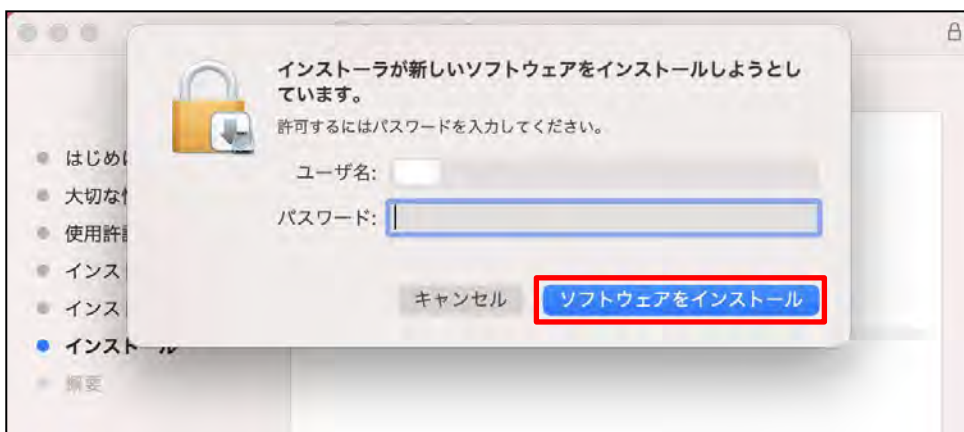 インストーラが新しいソフトウェアをインストールしようとし
ています。
許可するにはパスワードを入力してください。
ユーザ名:
パスワード:
キャンセル
ソフトウェアをインストール
はじめ
大切な
使用許
インス
インス
インストール
概要